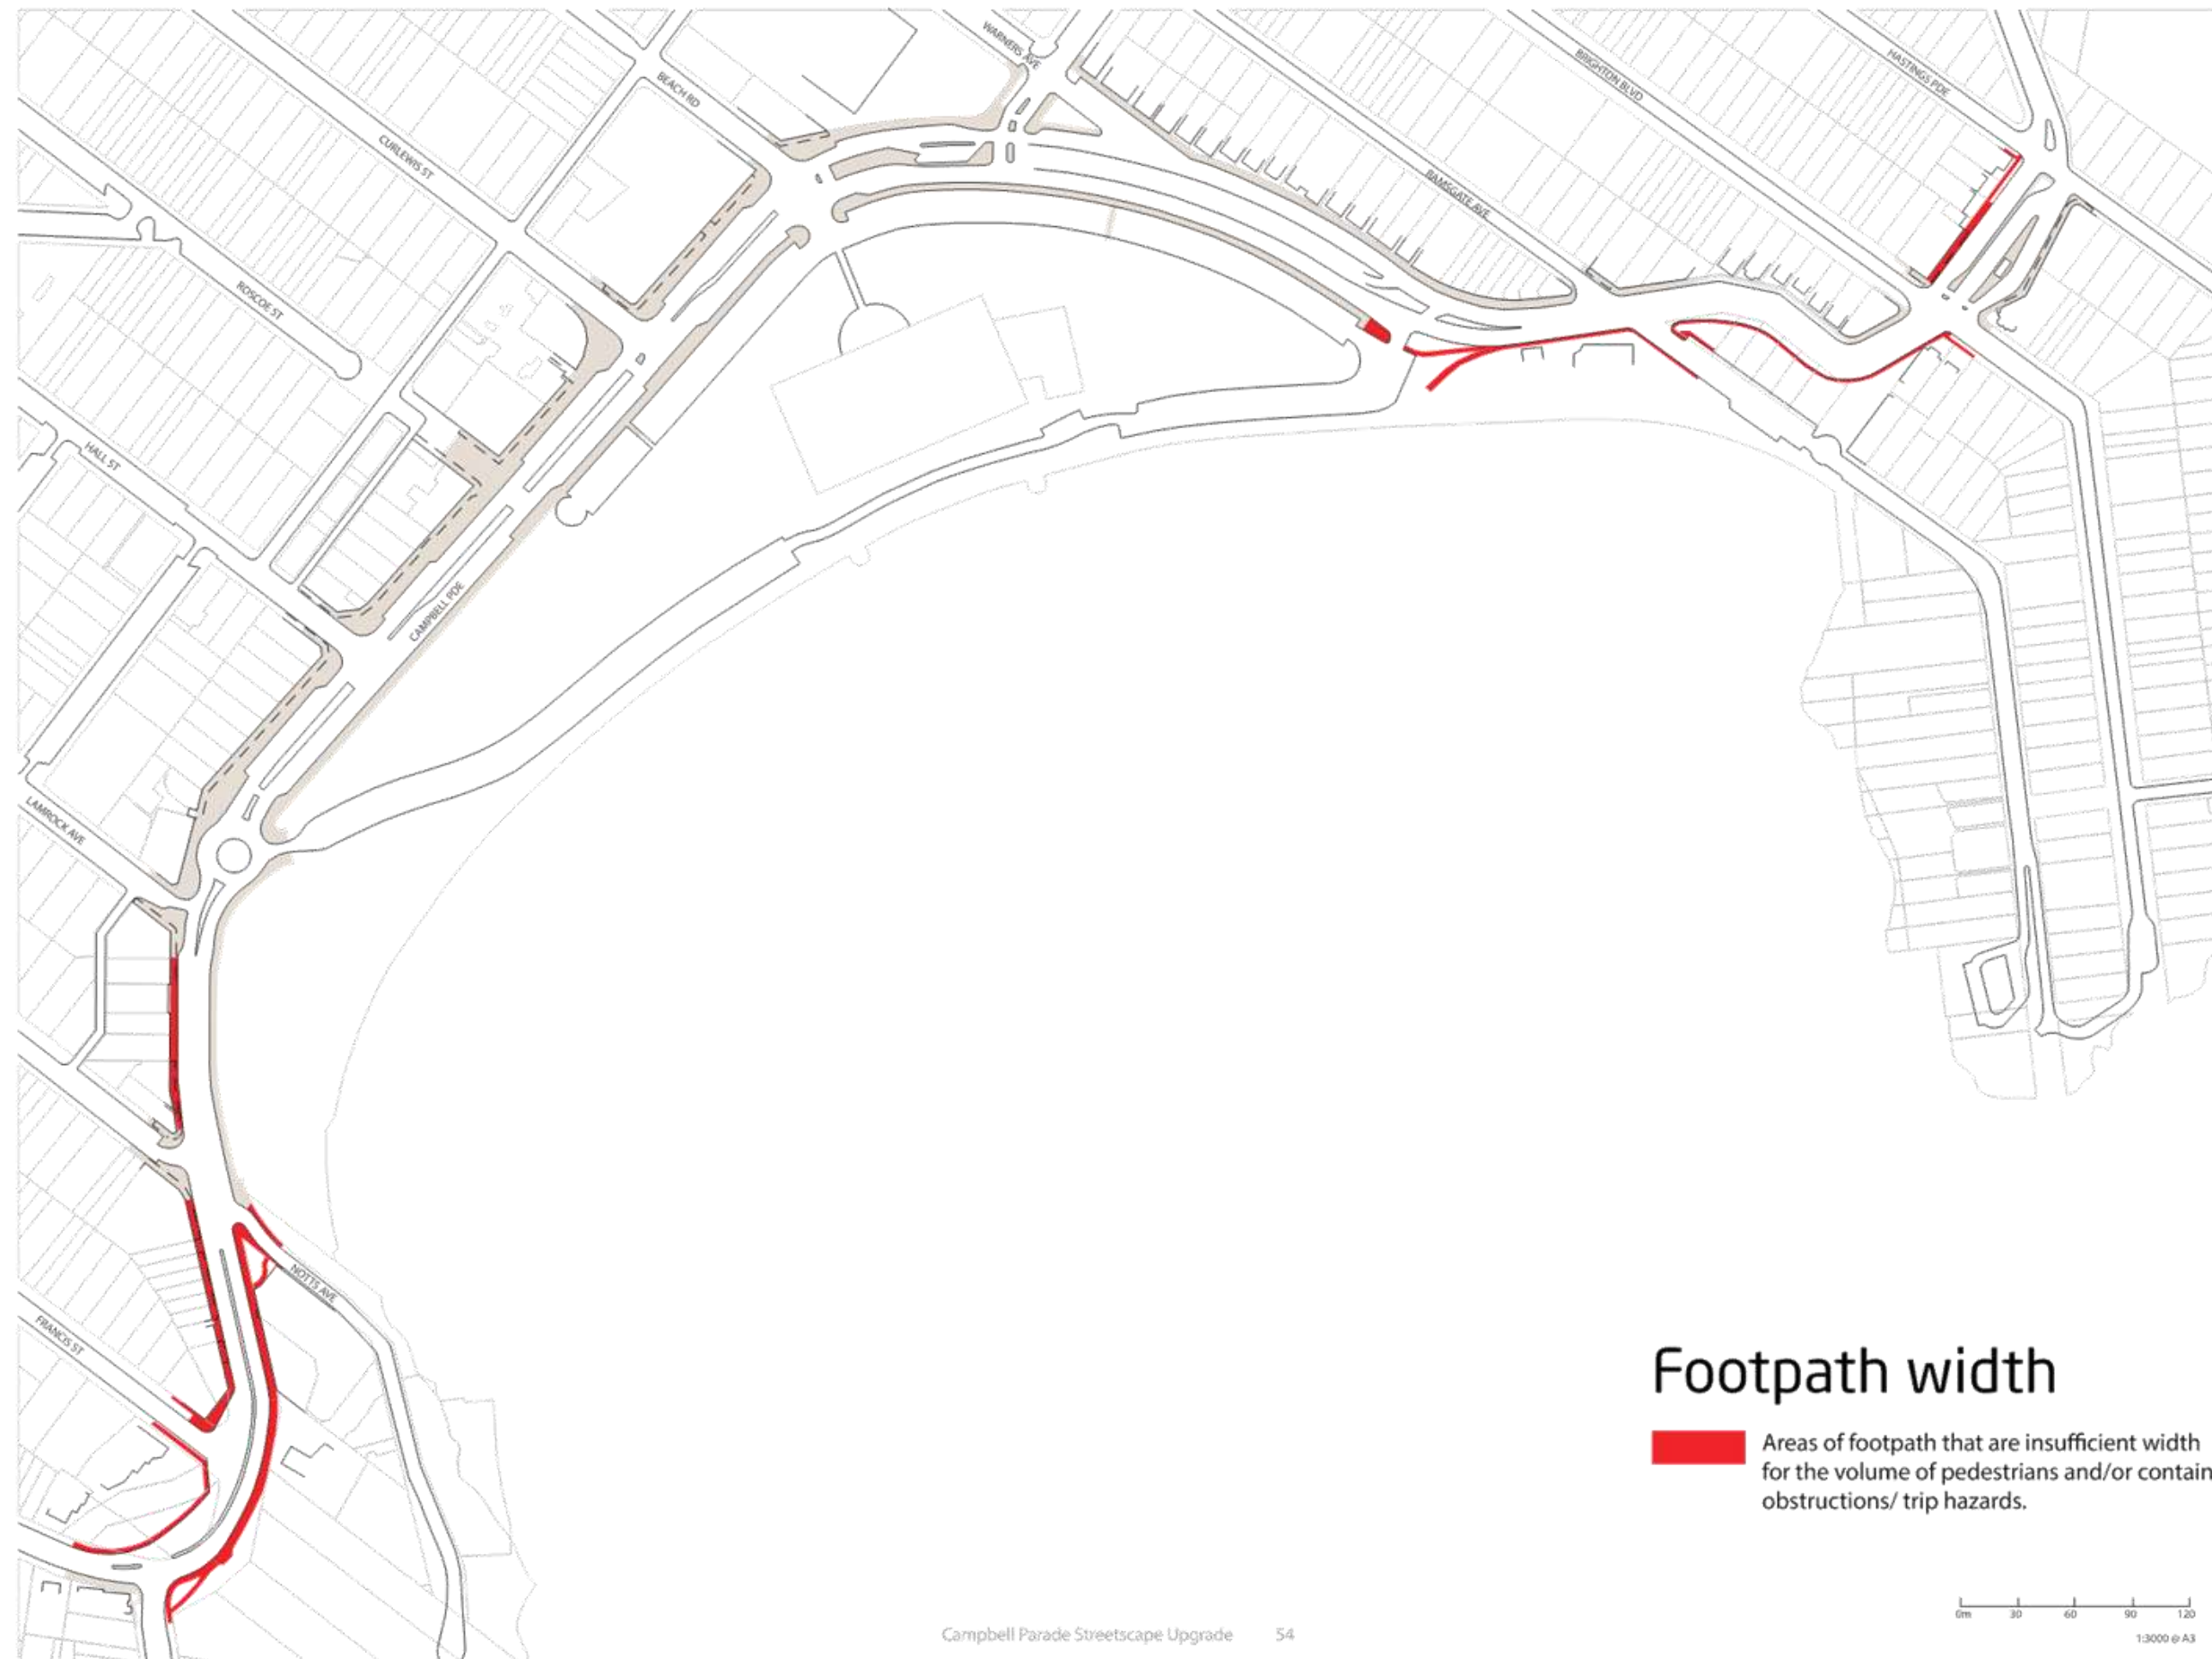 WARNERS AVE
BEACH RD
BRIGHTON BLVD
HASTINGS PDE
CURLEWIS ST
RAMSGATE AVE
ROSCOE ST
HALL ST
CAMPBELL PDE
LAMROCK AVE
NOTTS AVE
FRANCIS ST
Footpath width
Areas of footpath that are insufficient width
for the volume of pedestrians and/or contain
obstructions/ trip hazards.
0m 30 60 90 120
1:3000 @ A3
Campbell Parade Streetscape Upgrade 54